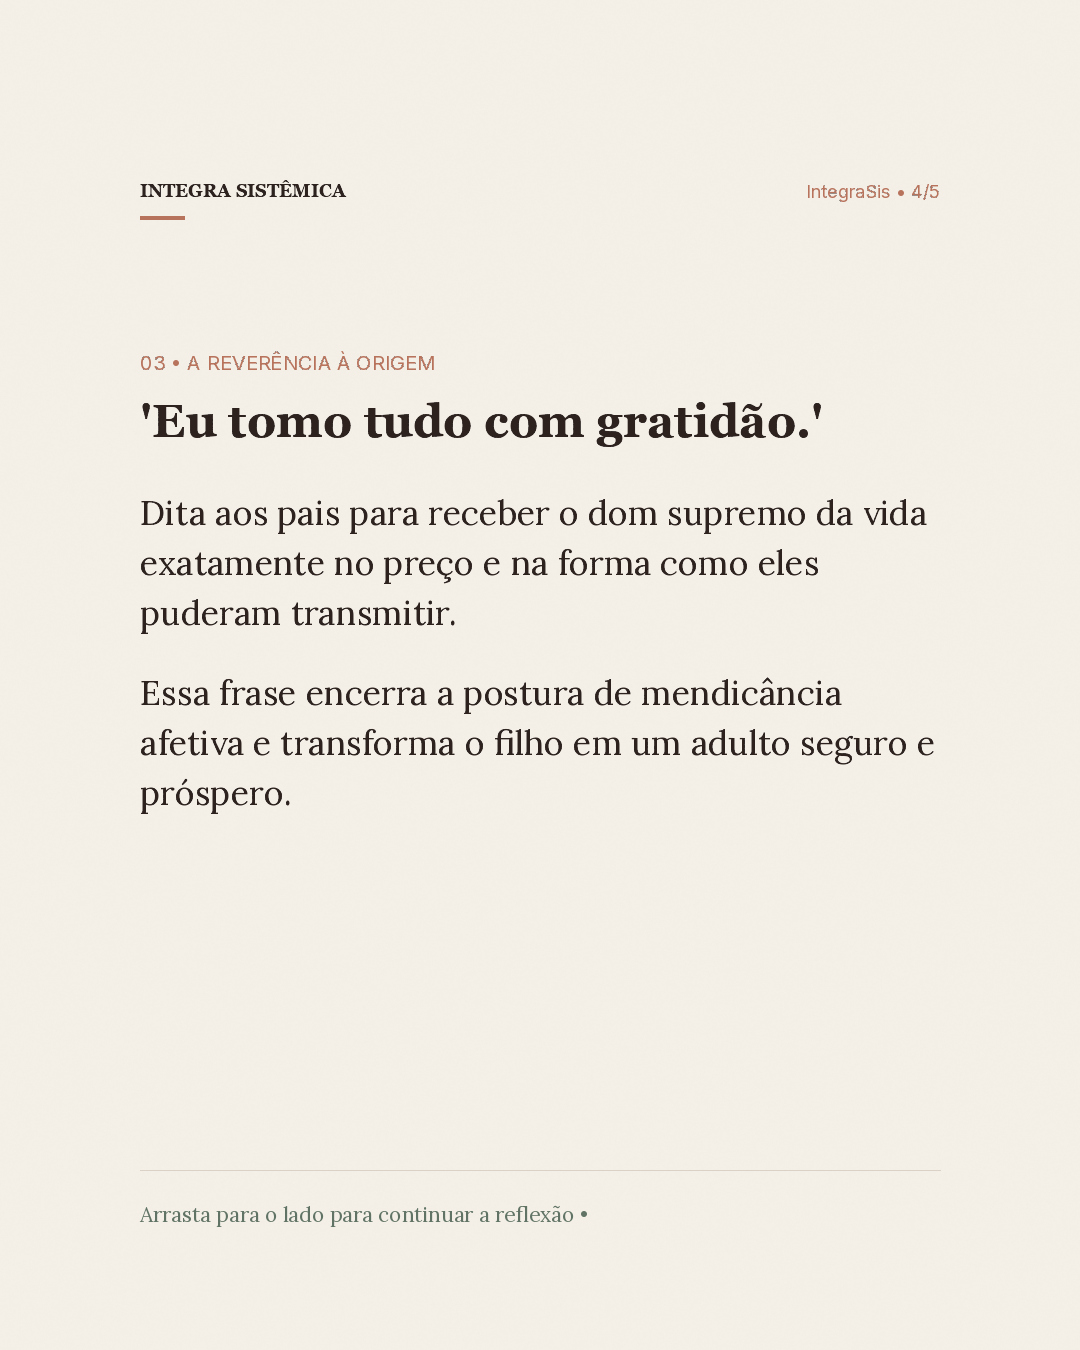 INTEGRA SISTÊMICA
IntegraSis • 4/5
03 • A REVERÊNCIA À ORIGEM
'Eu tomo tudo com gratidão.'
Dita aos pais para receber o dom supremo da vida
exatamente no preço e na forma como eles
puderam transmitir.
Essa frase encerra a postura de mendicância
afetiva e transforma o filho em um adulto seguro e
próspero.
Arrasta para o lado para continuar a reflexão •